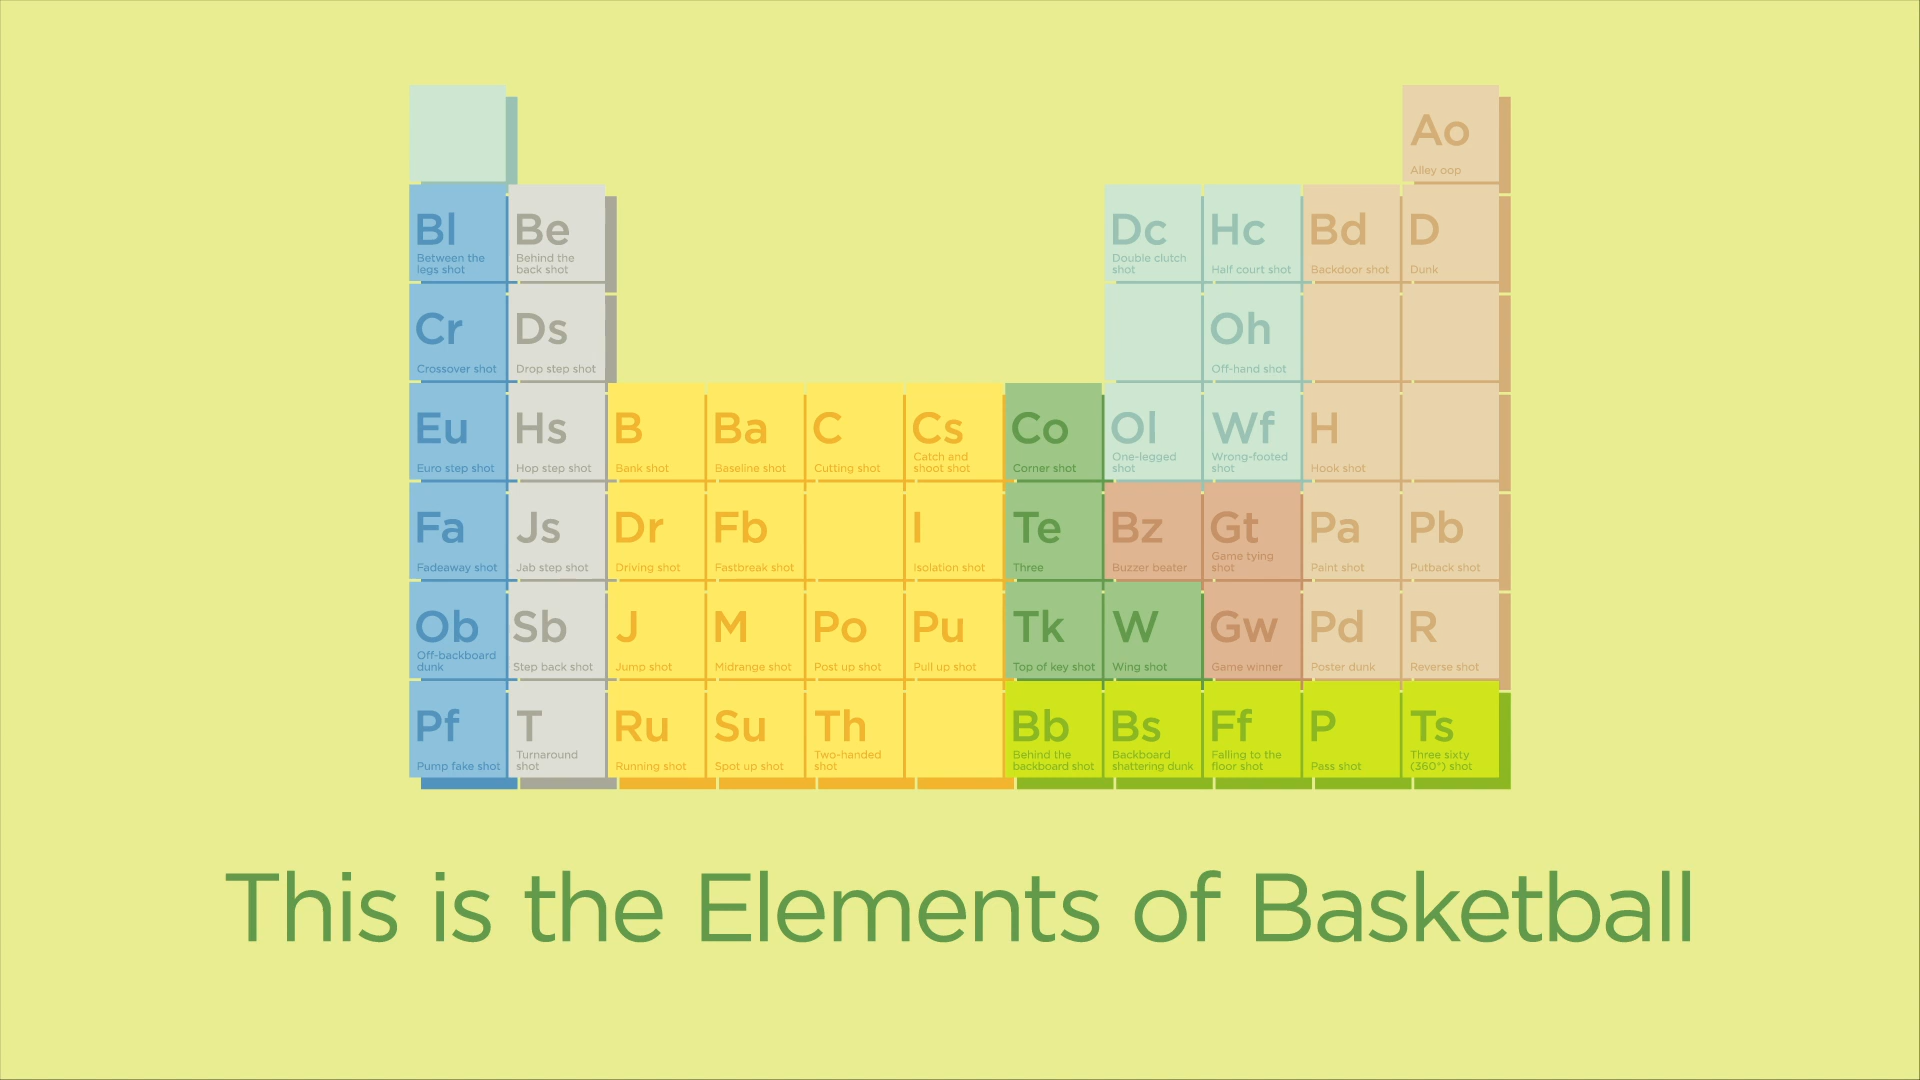 Ao
Alley oop
Bl
Between the
legs shot
Be
Behind the
back shot
Dc
Double clutch
shot
Hc
Half court shot
Bd
Backdoor shot
D
Dunk
Cr
Crossover shot
Ds
Drop step shot
Oh
Off-hand shot
Eu
Euro step shot
Hs
Hop step shot
B
Bank shot
Ba
Baseline shot
C
Cutting shot
Cs
Catch and
shoot shot
Co
Corner shot
Ol
One-legged
shot
Wf
Wrong-footed
shot
H
Hook shot
Fa
Fadeaway shot
Js
Jab step shot
Dr
Driving shot
Fb
Fastbreak shot
I
Isolation shot
Te
Three
Bz
Buzzer beater
Gt
Game tying
shot
Pa
Paint shot
Pb
Putback shot
Ob
Off-backboard
dunk
Sb
Step back shot
J
Jump shot
M
Midrange shot
Po
Post up shot
Pu
Pull up shot
Tk
Top of key shot
W
Wing shot
Gw
Game winner
Pd
Poster dunk
R
Reverse shot
Pf
Pump fake shot
T
Turnaround
shot
Ru
Running shot
Su
Spot up shot
Th
Two-handed
shot
Bb
Behind the
backboard shot
Bs
Backboard
shattering dunk
Ff
Falling to the
floor shot
P
Pass shot
Ts
Three sixty
(360°) shot
This is the Elements of Basketball